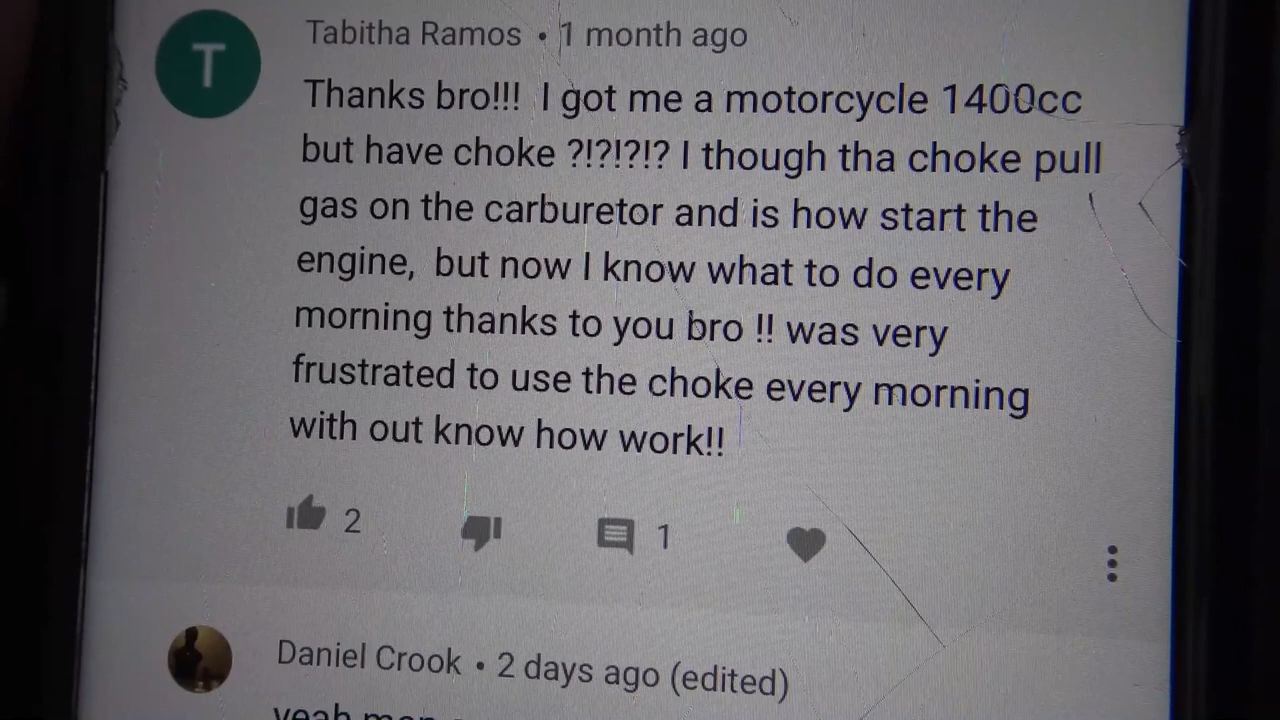 T
Tabitha Ramos • 1 month ago
Thanks bro!!! I got me a motorcycle 1400cc
but have choke ?!?!?!? I though tha choke pull
gas on the carburetor and is how start the
engine, but now I know what to do every
morning thanks to you bro !! was very
frustrated to use the choke every morning
with out know how work!!
2 1
Daniel Crook • 2 days ago (edited)
yeah